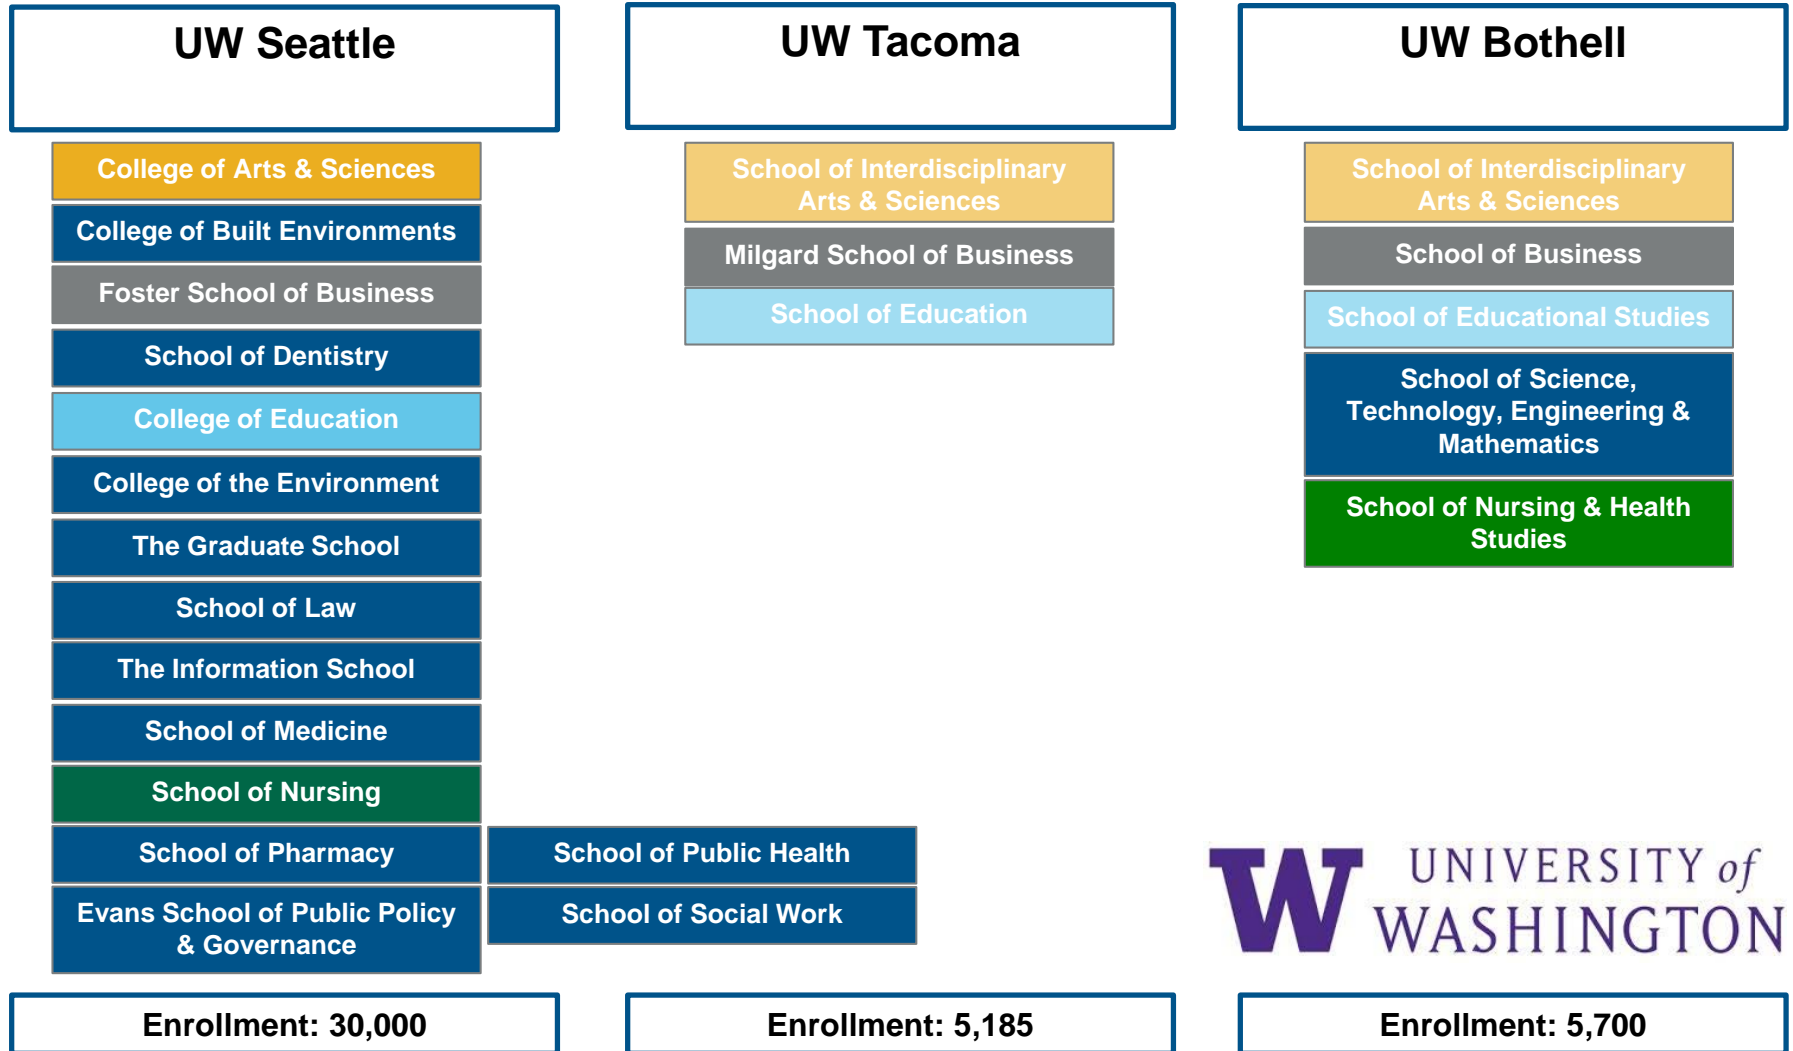 UW Seattle
UW Tacoma
UW Bothell
College of Arts & Sciences
College of Built Environments
Foster School of Business
School of Dentistry
College of Education
College of the Environment
The Graduate School
School of Law
The Information School
School of Medicine
School of Nursing
School of Pharmacy
Evans School of Public Policy
& Governance
School of Public Health
School of Social Work
School of Interdisciplinary
Arts & Sciences
Milgard School of Business
School of Education
School of Interdisciplinary
Arts & Sciences
School of Business
School of Educational Studies
School of Science,
Technology, Engineering &
Mathematics
School of Nursing & Health
Studies
W
UNIVERSITY of
WASHINGTON
Enrollment: 30,000
Enrollment: 5,185
Enrollment: 5,700